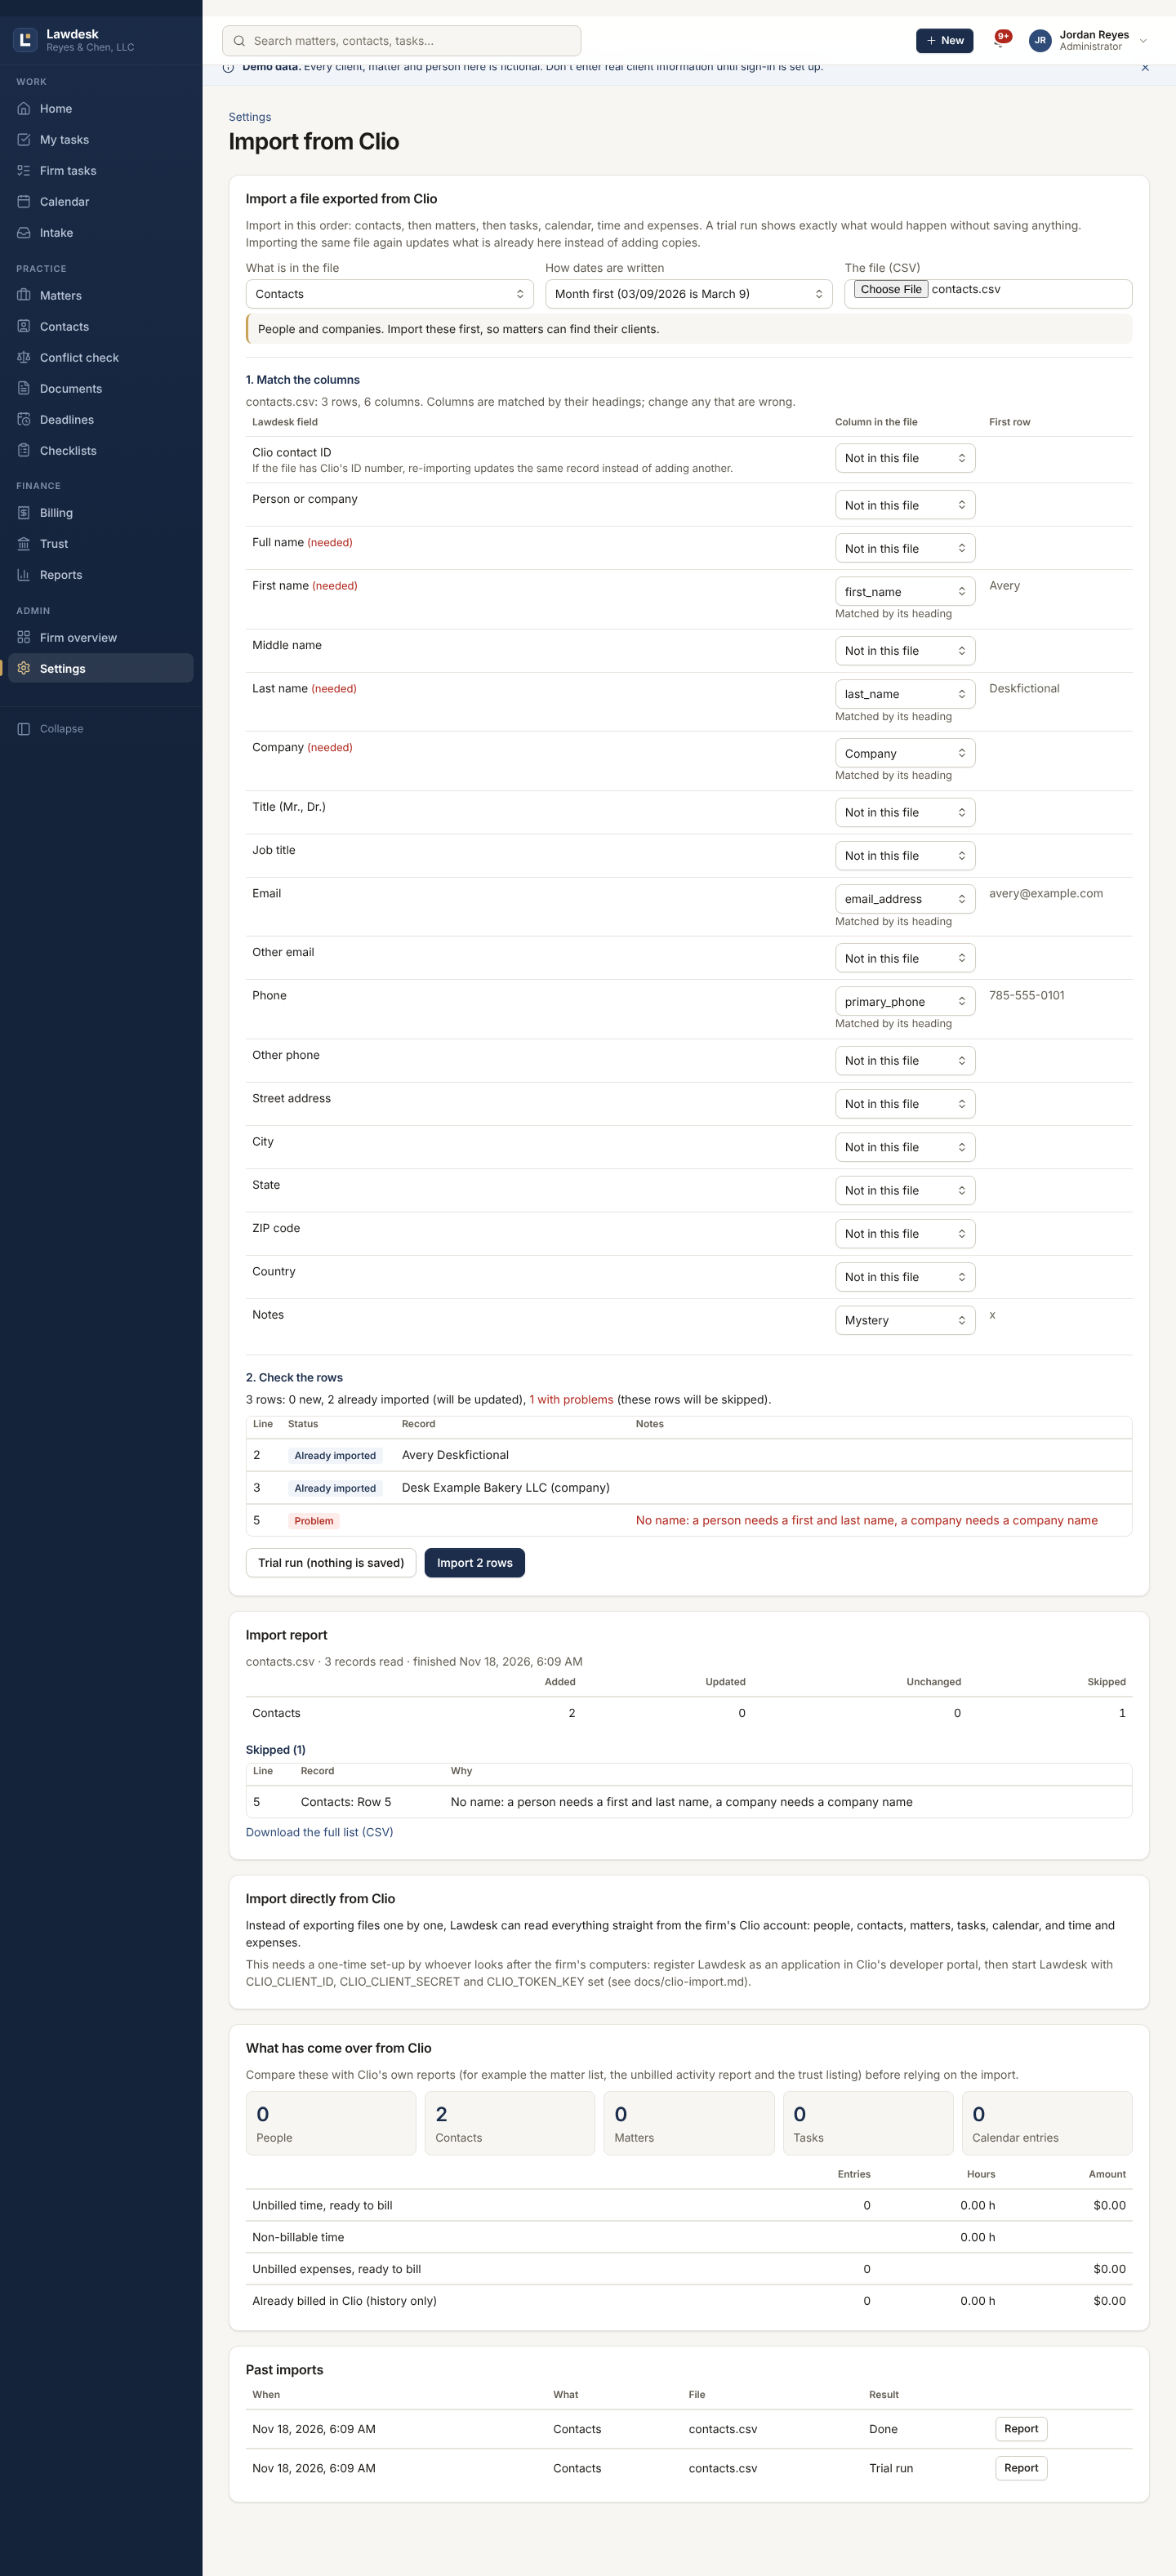 Lawdesk
Reyes & Chen, LLC
Search matters, contacts, tasks...
New
9+
JR
Jordan Reyes
Administrator
Demo data. Every client, matter and person here is fictional. Don't enter real client information until sign-in is set up.
WORK
Home
My tasks
Firm tasks
Calendar
Intake
PRACTICE
Matters
Contacts
Conflict check
Documents
Deadlines
Checklists
FINANCE
Billing
Trust
Reports
ADMIN
Firm overview
Settings
Collapse
Settings
Import from Clio
Import a file exported from Clio
Import in this order: contacts, then matters, then tasks, calendar, time and expenses. A trial run shows exactly what would happen without saving anything.
Importing the same file again updates what is already here instead of adding copies.
What is in the file
How dates are written
The file (CSV)
Contacts
Month first (03/09/2026 is March 9)
Choose File contacts.csv
People and companies. Import these first, so matters can find their clients.
1. Match the columns
contacts.csv: 3 rows, 6 columns. Columns are matched by their headings; change any that are wrong.
Lawdesk field Column in the file First row
Clio contact ID Not in this file
If the file has Clio's ID number, re-importing updates the same record instead of adding another.
Person or company Not in this file
Full name (needed) Not in this file
First name (needed) first_name Avery
Matched by its heading
Middle name Not in this file
Last name (needed) last_name Deskfictional
Matched by its heading
Company (needed) Company
Matched by its heading
Title (Mr., Dr.) Not in this file
Job title Not in this file
Email email_address avery@example.com
Matched by its heading
Other email Not in this file
Phone primary_phone 785-555-0101
Matched by its heading
Other phone Not in this file
Street address Not in this file
City Not in this file
State Not in this file
ZIP code Not in this file
Country Not in this file
Notes Mystery x
2. Check the rows
3 rows: 0 new, 2 already imported (will be updated), 1 with problems (these rows will be skipped).
Line Status Record Notes
2 Already imported Avery Deskfictional
3 Already imported Desk Example Bakery LLC (company)
5 Problem No name: a person needs a first and last name, a company needs a company name
Trial run (nothing is saved) Import 2 rows
Import report
contacts.csv · 3 records read · finished Nov 18, 2026, 6:09 AM
Added Updated Unchanged Skipped
Contacts 2 0 0 1
Skipped (1)
Line Record Why
5 Contacts: Row 5 No name: a person needs a first and last name, a company needs a company name
Download the full list (CSV)
Import directly from Clio
Instead of exporting files one by one, Lawdesk can read everything straight from the firm's Clio account: people, contacts, matters, tasks, calendar, and time and
expenses.
This needs a one-time set-up by whoever looks after the firm's computers: register Lawdesk as an application in Clio's developer portal, then start Lawdesk with
CLIO_CLIENT_ID, CLIO_CLIENT_SECRET and CLIO_TOKEN_KEY set (see docs/clio-import.md).
What has come over from Clio
Compare these with Clio's own reports (for example the matter list, the unbilled activity report and the trust listing) before relying on the import.
0 2 0 0 0
People Contacts Matters Tasks Calendar entries
Entries Hours Amount
Unbilled time, ready to bill 0 0.00 h $0.00
Non-billable time 0.00 h
Unbilled expenses, ready to bill 0 $0.00
Already billed in Clio (history only) 0 0.00 h $0.00
Past imports
When What File Result
Nov 18, 2026, 6:09 AM Contacts contacts.csv Done Report
Nov 18, 2026, 6:09 AM Contacts contacts.csv Trial run Report